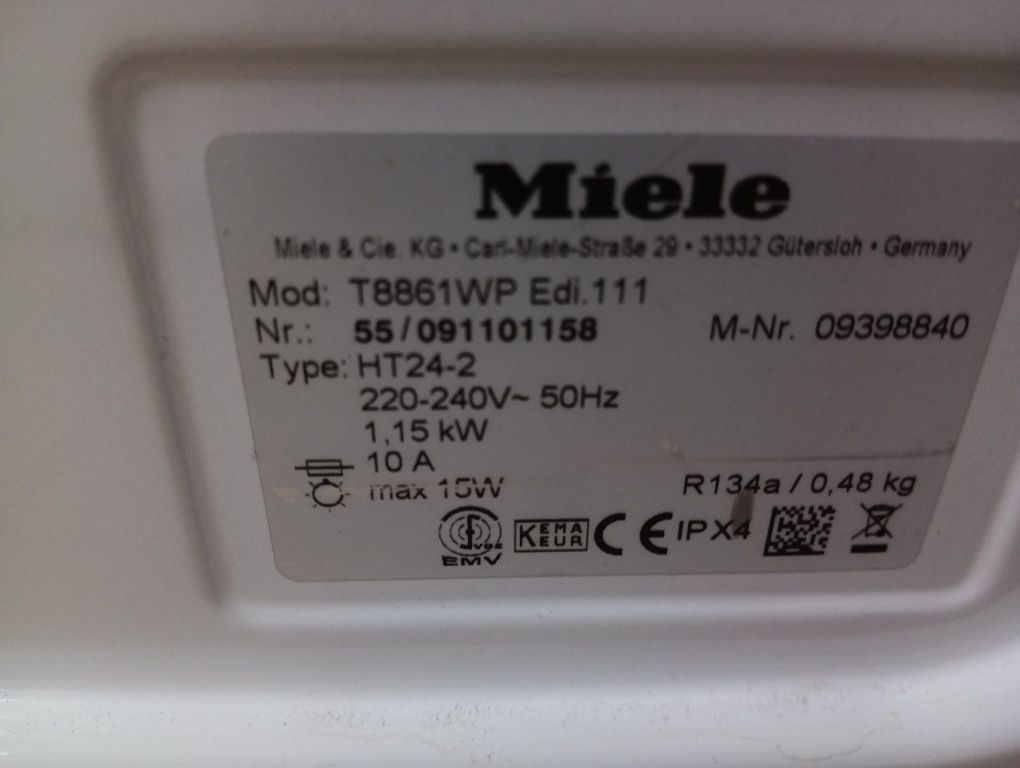 Miele
Miele & Cie. KG • Carl-Miele-Straße 29 • 33332 Gütersloh • Germany
Mod: T8861WP Edi.111
Nr.: 55/091101158 M-Nr. 09398840
Type: HT24-2
220-240V~ 50Hz
1,15 kW
10 A
max 15W R134a / 0,48 kg
VDE EMV KEMA KEUR CE IPX4